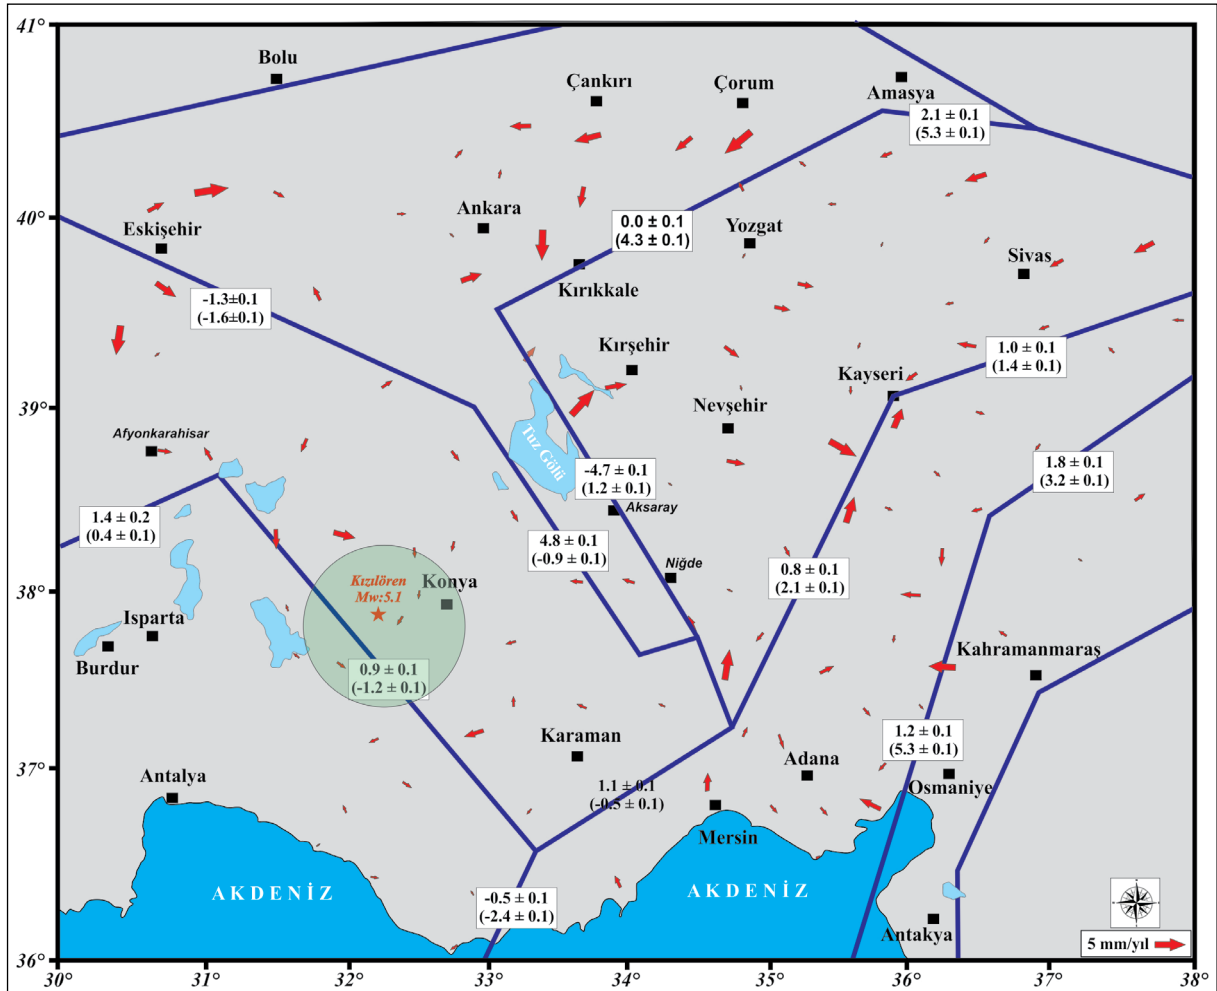 41°
Bolu
Çankırı
Çorum
Amasya
2.1 ± 0.1
(5.3 ± 0.1)
40°
Eskişehir
Ankara
0.0 ± 0.1
(4.3 ± 0.1)
Yozgat
Sivas
Kırıkkale
-1.3±0.1
(-1.6±0.1)
Kırşehir
1.0 ± 0.1
(1.4 ± 0.1)
Kayseri
39°
Nevşehir
Afyonkarahisar
Tuz Gölü
-4.7 ± 0.1
(1.2 ± 0.1)
1.8 ± 0.1
(3.2 ± 0.1)
Aksaray
1.4 ± 0.2
(0.4 ± 0.1)
4.8 ± 0.1
(-0.9 ± 0.1)
Niğde
0.8 ± 0.1
(2.1 ± 0.1)
38°
Kızılören
Mw:5.1
Konya
Isparta
Burdur
0.9 ± 0.1
(-1.2 ± 0.1)
Kahramanmaraş
Karaman
1.2 ± 0.1
(5.3 ± 0.1)
37°
Antalya
1.1 ± 0.1
(-0.5 ± 0.1)
Adana
Osmaniye
Mersin
AKDENİZ
AKDENİZ
-0.5 ± 0.1
(-2.4 ± 0.1)
Antakya
5 mm/yıl
36°
30° 31° 32° 33° 34° 35° 36° 37° 38°